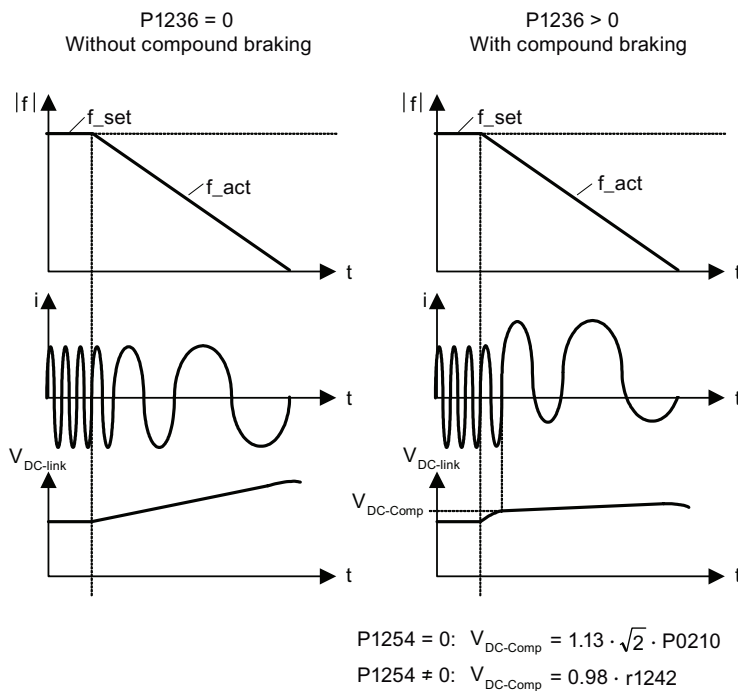 P1236 = 0
Without compound braking
|f|
f_set
f_act
t
i
t
V DC-link
t
P1236 > 0
With compound braking
|f|
f_set
f_act
t
i
t
V DC-link
V DC-Comp
t
P1254 = 0: V DC-Comp = 1.13 · √2 · P0210
P1254 ≠ 0: V DC-Comp = 0.98 · r1242